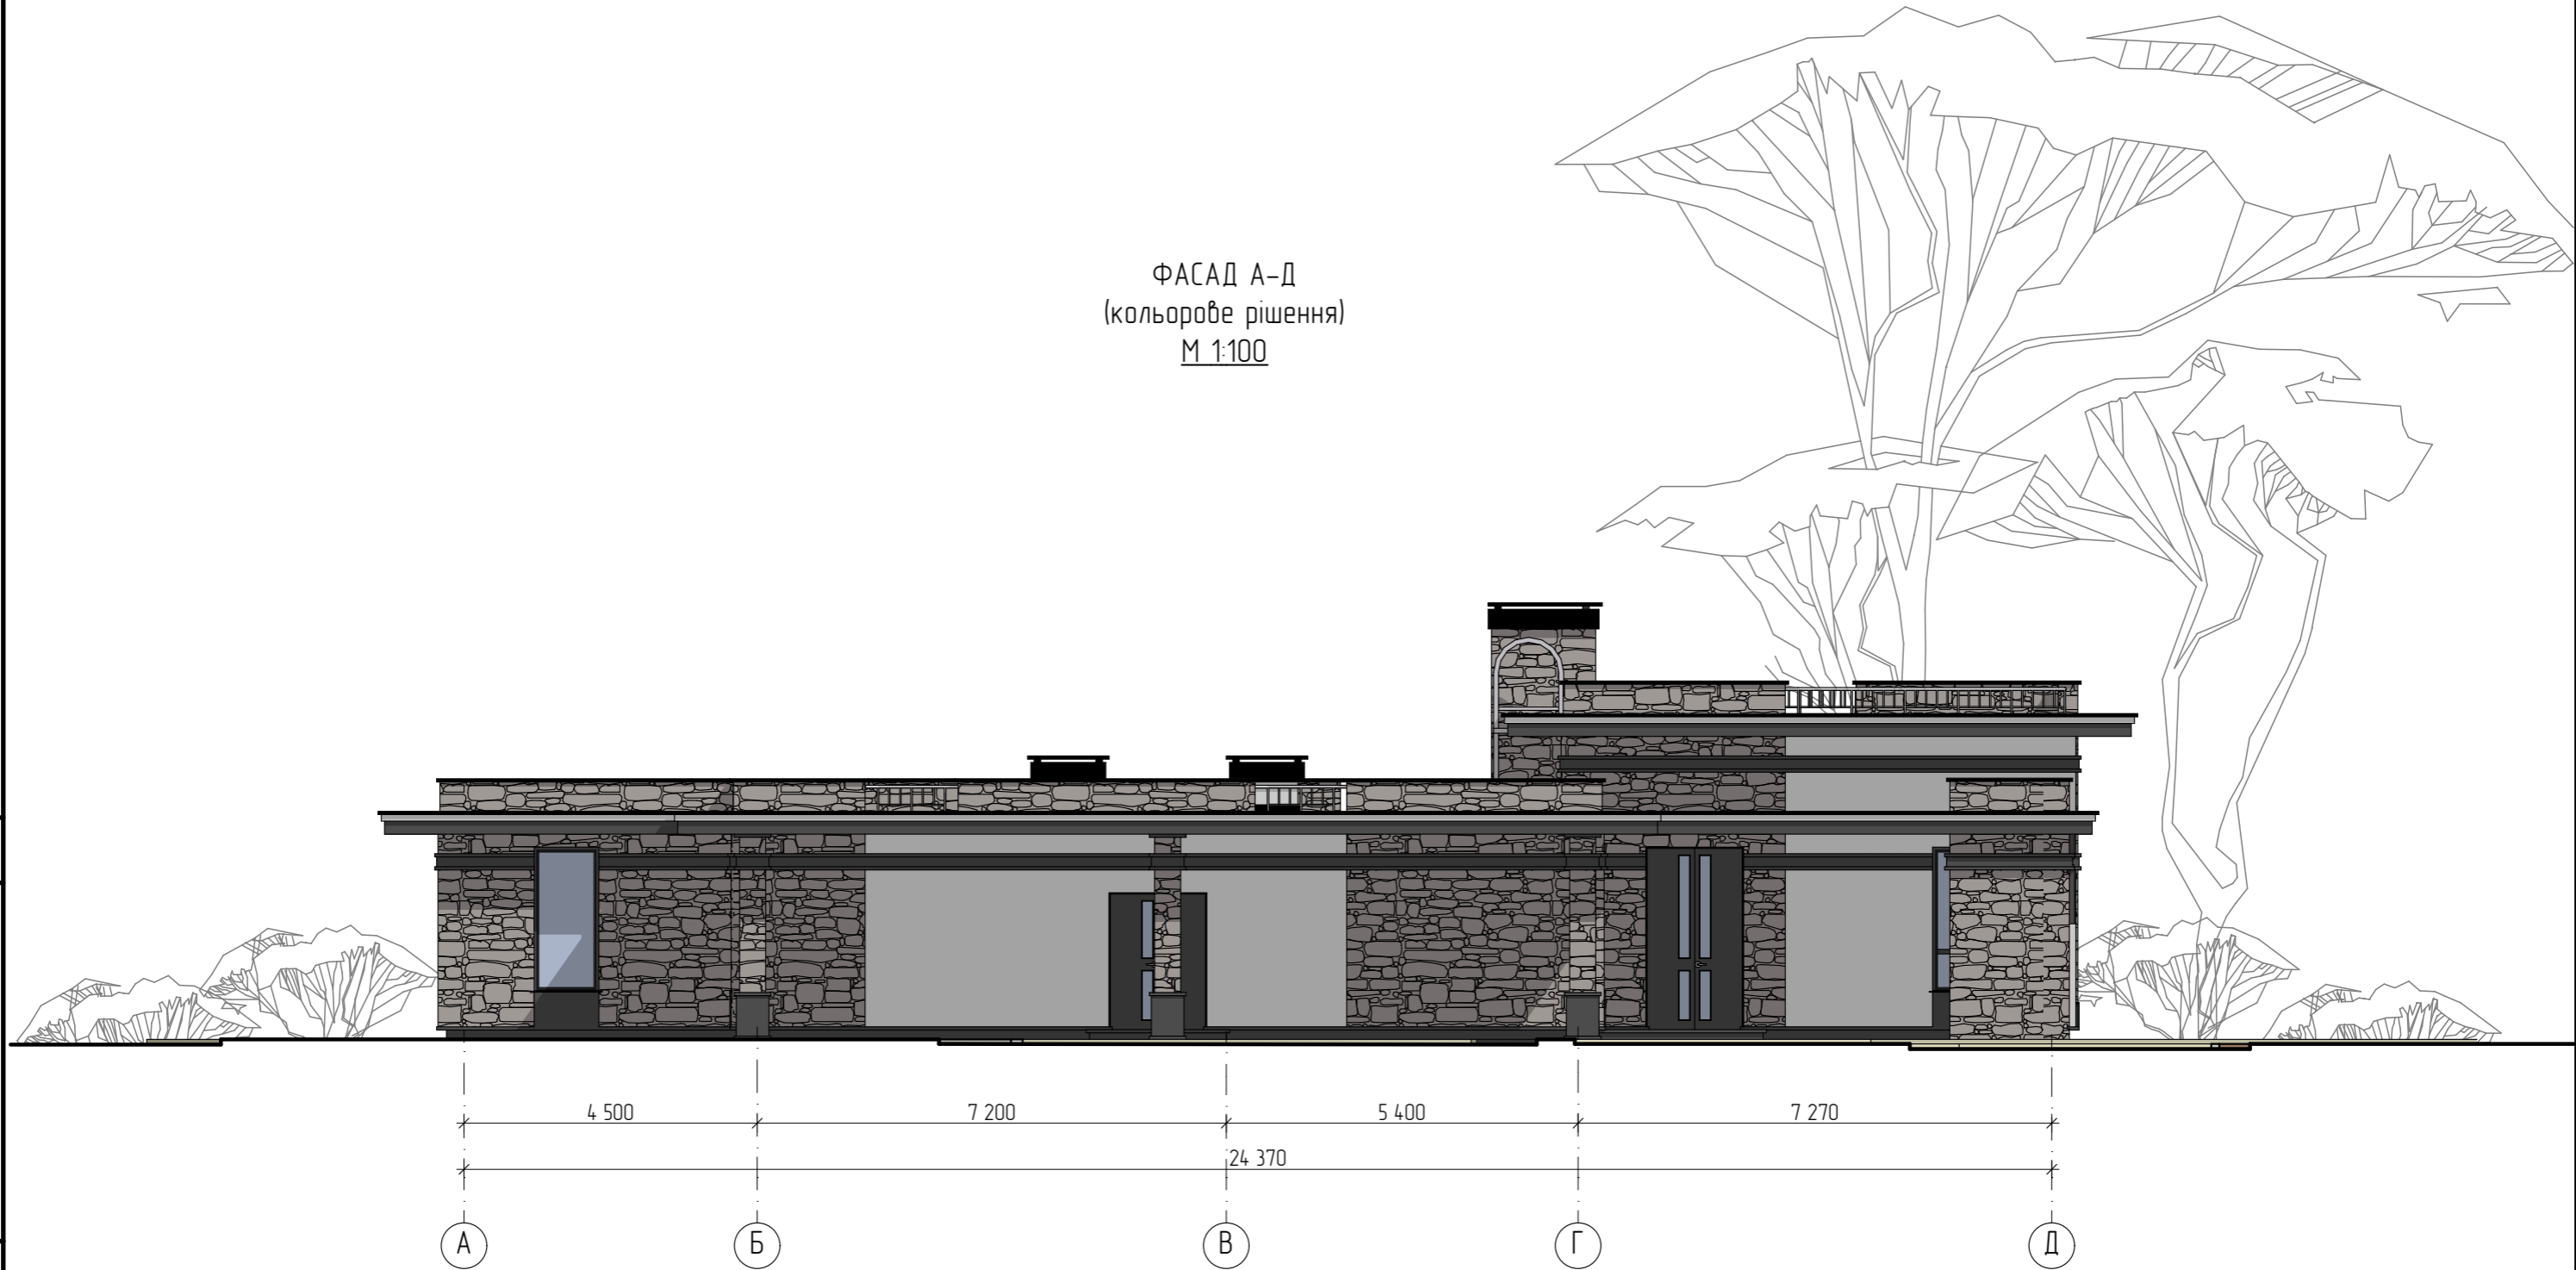 ФАСАД А-Д
(кольорове рішення)
М 1:100
4 500
7 200
5 400
7 270
24 370
А
Б
В
Г
Д